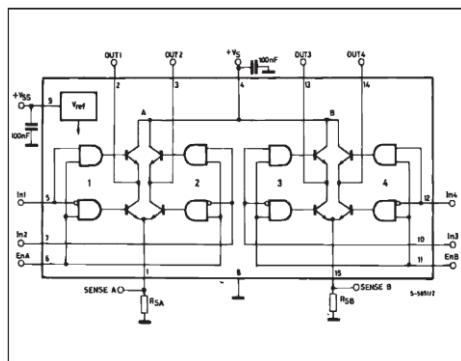 OUT1 OUT2 +VS 100nF OUT3 OUT4
2 3 4 13 14
+VSS 9 Vref A B
100nF
1 2 3 4
In1 5 12 In4
In2 7 10 In3
EnA 6 11 EnB
1 8 15
SENSE A SENSE B
RSA RSB
S-5851/2